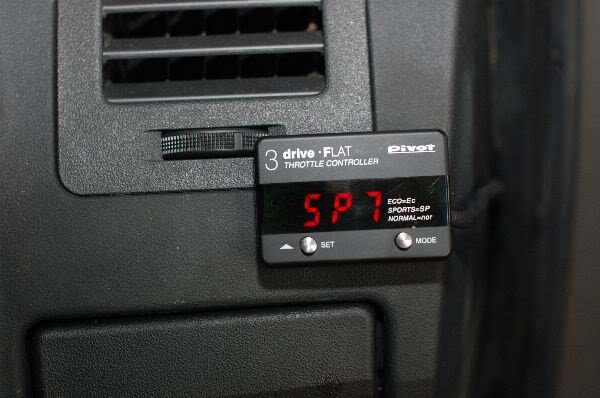 3 drive·FLAT Pivot
THROTTLE CONTROLLER
SP7
ECO=Ec
SPORTS=SP
NORMAL=nor
SET MODE